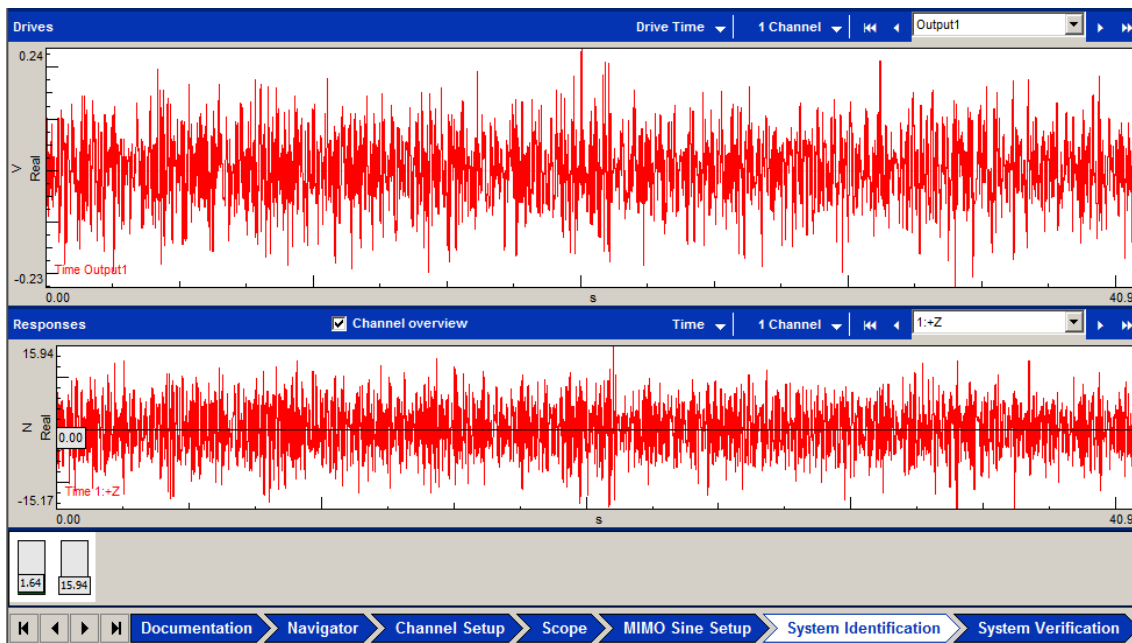 Drives Drive Time 1 Channel Output1
0.24
V
Real
Time Output1
-0.23
0.00 s 40.9
Responses Channel overview Time 1 Channel 1:+Z
15.94
N
Real
0.00
Time 1:+Z
-15.17
0.00 s 40.9
1.64 15.94
Documentation Navigator Channel Setup Scope MIMO Sine Setup System Identification System Verification